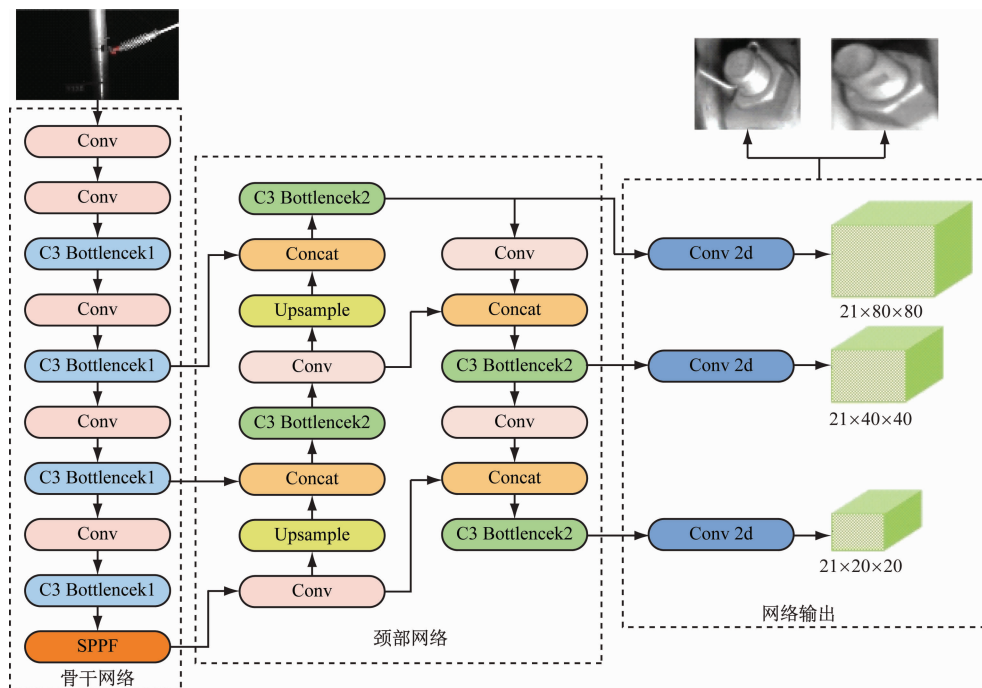 Conv
Conv
C3 Bottlencek1
Conv
C3 Bottlencek1
Conv
C3 Bottlencek1
Conv
C3 Bottlencek1
SPPF
骨干网络
C3 Bottlencek2
Concat
Upsample
Conv
C3 Bottlencek2
Concat
Upsample
Conv
Conv
Concat
C3 Bottlencek2
Conv
Concat
C3 Bottlencek2
颈部网络
Conv 2d
21×80×80
Conv 2d
21×40×40
Conv 2d
21×20×20
网络输出